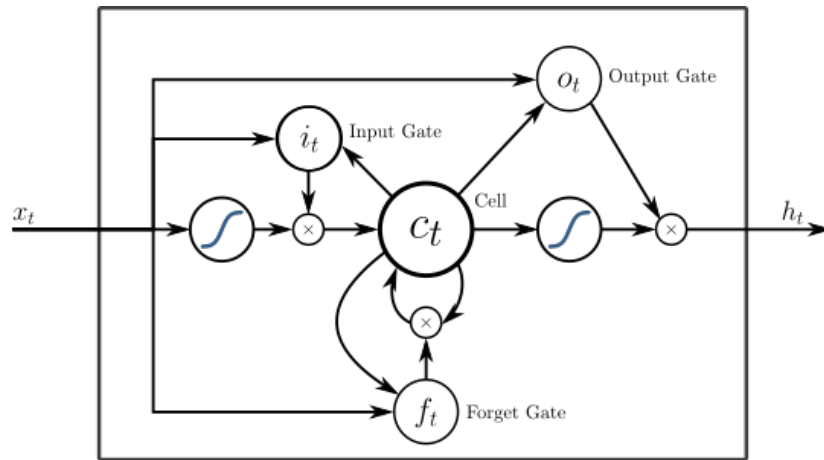 o_t Output Gate
i_t Input Gate
x_t
×
c_t
Cell
×
h_t
×
f_t Forget Gate